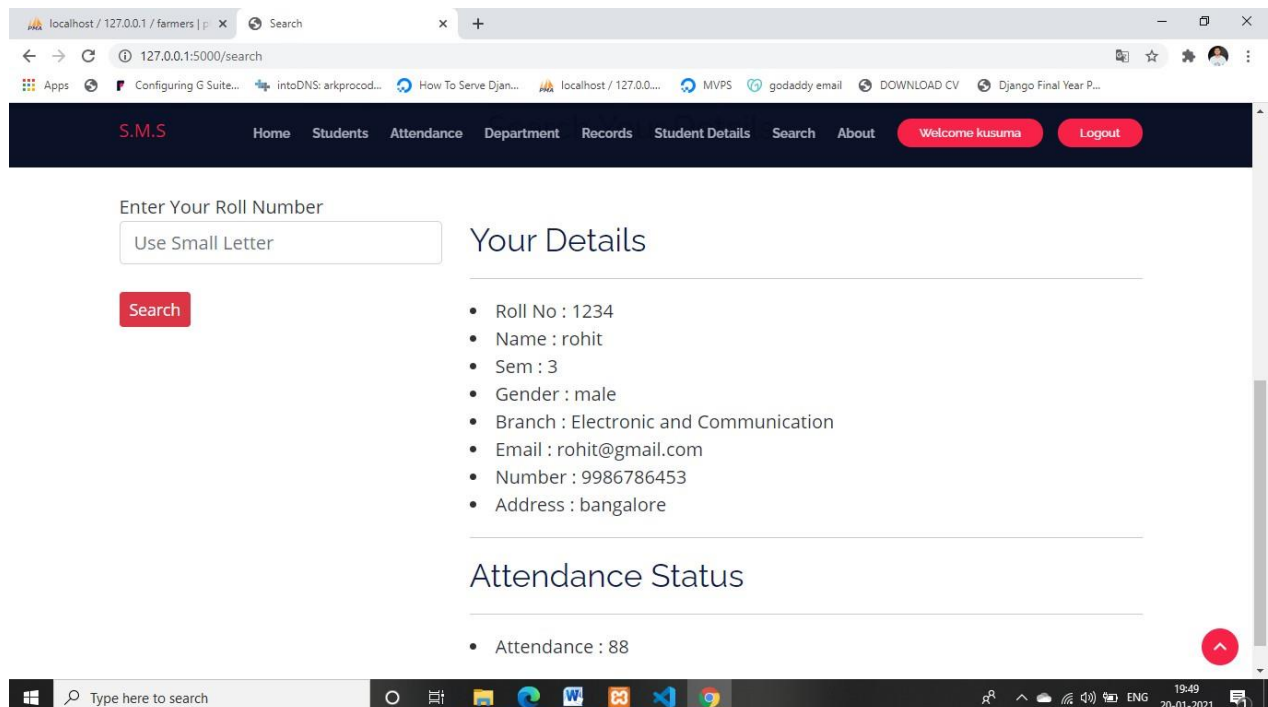 localhost / 127.0.0.1 / farmers | p
Search
127.0.0.1:5000/search
Apps Configuring G Suite... intoDNS: arkprocod... How To Serve Djan... localhost / 127.0.0.... MVPS godaddy email DOWNLOAD CV Django Final Year P...
S.M.S Home Students Attendance Department Records Student Details Search About Welcome kusuma Logout
Enter Your Roll Number
Use Small Letter
Search
Your Details
Roll No : 1234
Name : rohit
Sem : 3
Gender : male
Branch : Electronic and Communication
Email : rohit@gmail.com
Number : 9986786453
Address : bangalore
Attendance Status
Attendance : 88
Type here to search
ENG
19:49
20-01-2021